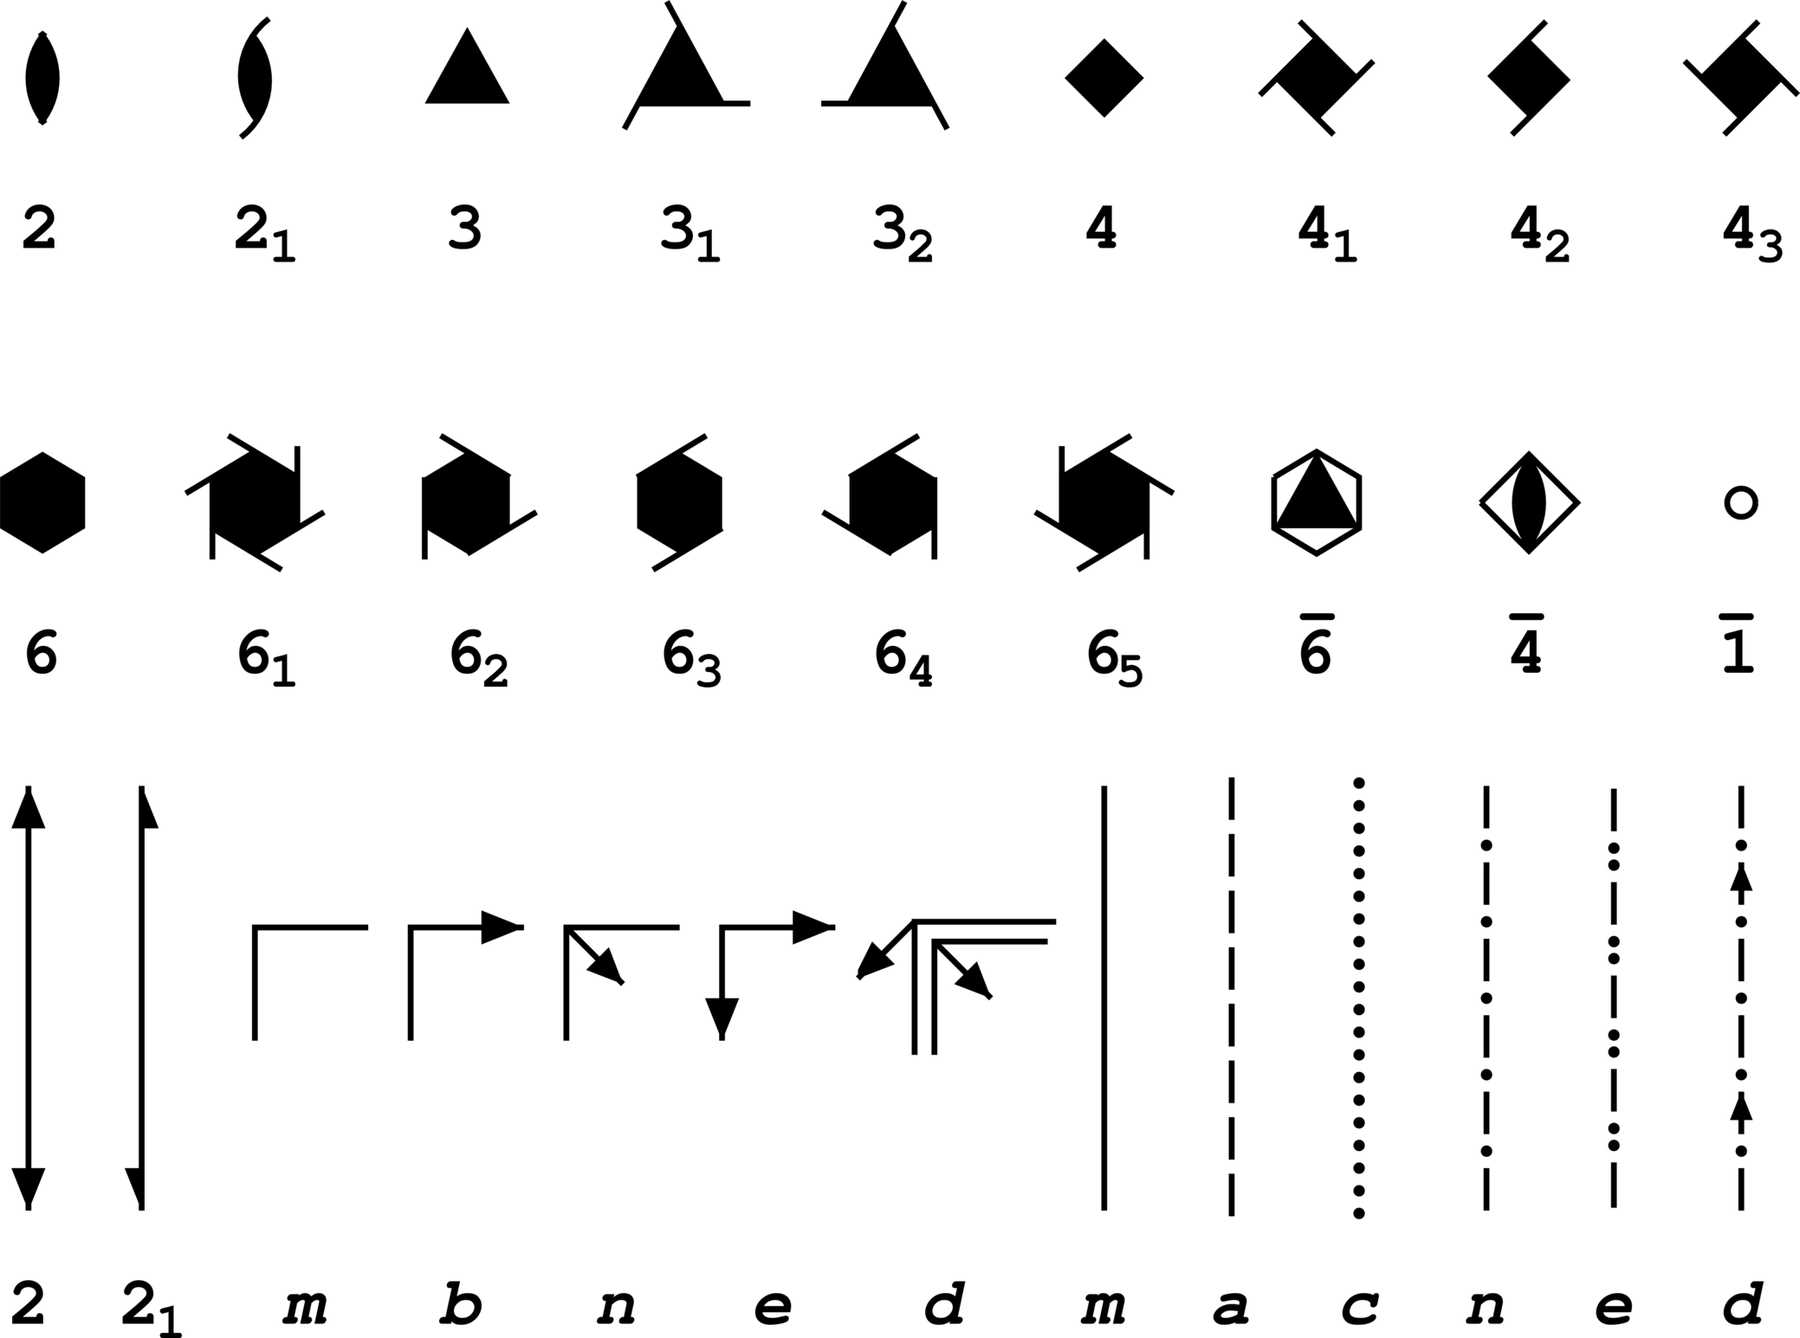 2 2₁ 3 3₁ 3₂ 4 4₁ 4₂ 4₃
6 6₁ 6₂ 6₃ 6₄ 6₅ 6̅ 4̅ 1̅
2 2₁ m b n e d m a c n e d